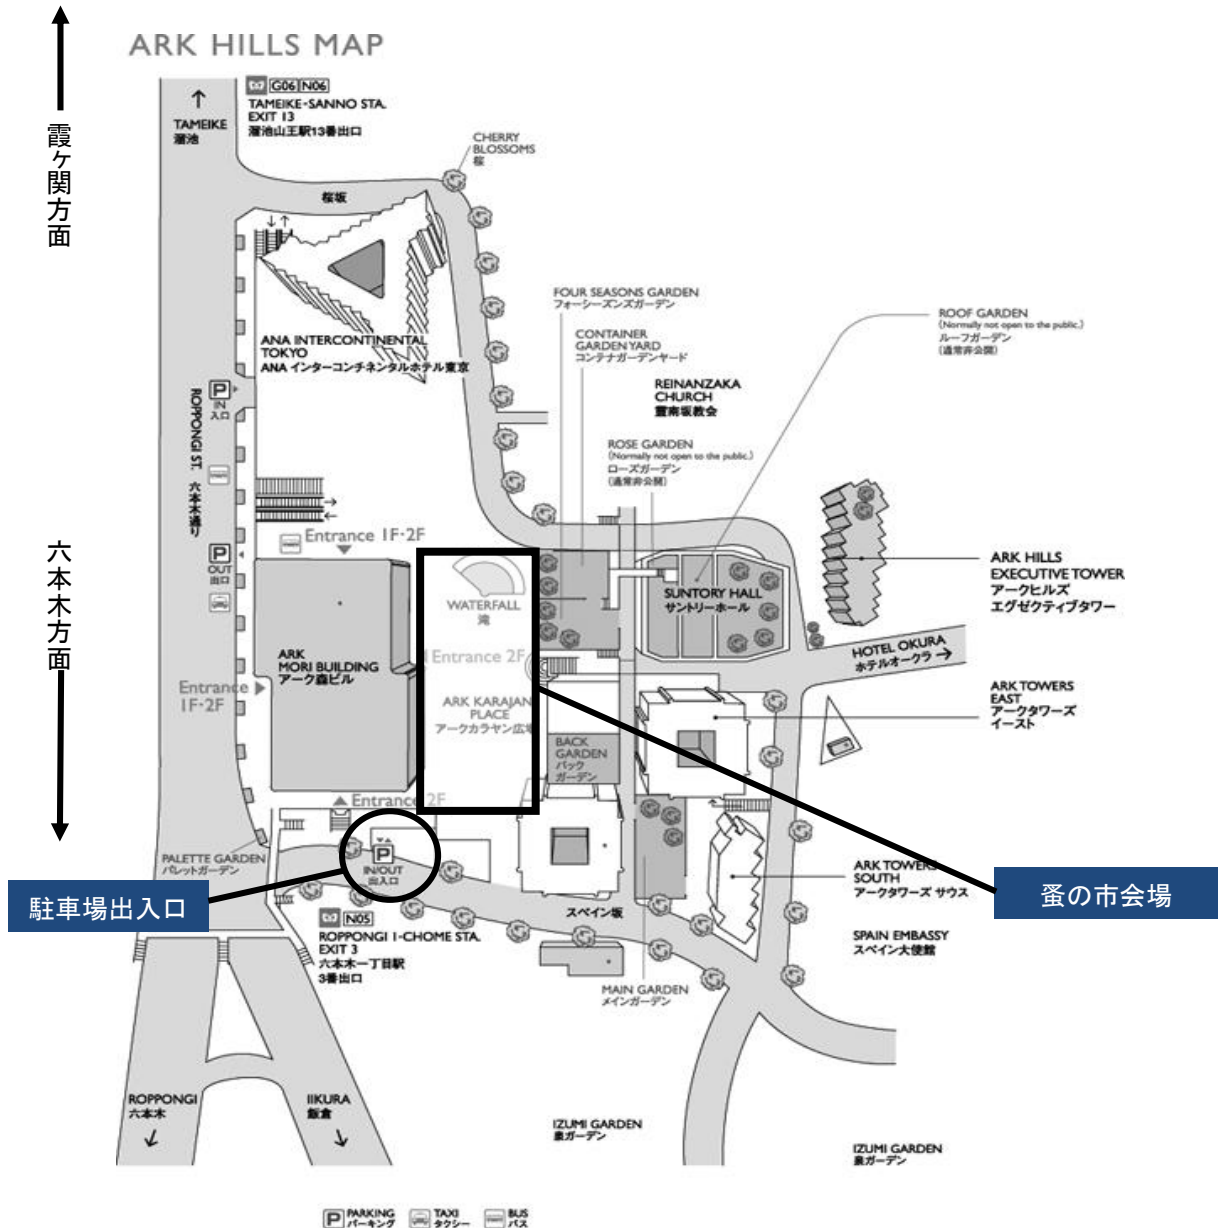 ARK HILLS MAP
霞ヶ関方面
六本木方面
G06 N06
TAMEIKE-SANNO STA.
EXIT 13
溜池山王駅13番出口
TAMEIKE
溜池
CHERRY
BLOSSOMS
桜
桜坂
FOUR SEASONS GARDEN
フォーシーズンズガーデン
CONTAINER
GARDEN YARD
コンテナガーデンヤード
ROOF GARDEN
(Normally not open to the public.)
ルーフガーデン
(通常非公開)
ANA INTERCONTINENTAL
TOKYO
ANA インターコンチネンタルホテル東京
REINANZAKA
CHURCH
霊南坂教会
P
IN
入口
ROPPONGI ST. 六本木通り
ROSE GARDEN
(Normally not open to the public.)
ローズガーデン
(通常非公開)
Entrance 1F·2F
P
OUT
出口
WATERFALL
滝
SUNTORY HALL
サントリーホール
ARK HILLS
EXECUTIVE TOWER
アークヒルズ
エグゼクティブタワー
ARK
MORI BUILDING
アーク森ビル
Entrance 2F
HOTEL OKURA
ホテルオークラ
Entrance
1F·2F
ARK KARAJAN
PLACE
アークカラヤン広場
ARK TOWERS
EAST
アークタワーズ
イースト
BACK
GARDEN
バック
ガーデン
Entrance 2F
PALETTE GARDEN
パレットガーデン
P
IN/OUT
出入口
ARK TOWERS
SOUTH
アークタワーズ サウス
駐車場出入口
蚤の市会場
N05
ROPPONGI 1-CHOME STA.
EXIT 3
六本木一丁目駅
3番出口
スペイン坂
SPAIN EMBASSY
スペイン大使館
MAIN GARDEN
メインガーデン
ROPPONGI
六本木
IIKURA
飯倉
IZUMI GARDEN
泉ガーデン
IZUMI GARDEN
泉ガーデン
P PARKING
パーキング
TAXI
タクシー
BUS
バス